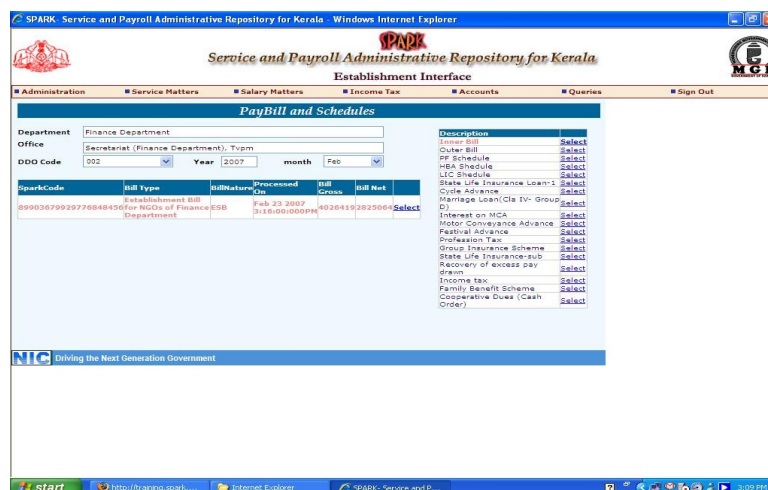 SPARK- Service and Payroll Administrative Repository for Kerala - Windows Internet Explorer
SPARK
Service and Payroll Administrative Repository for Kerala
Establishment Interface
Administration Service Matters Salary Matters Income Tax Accounts Queries Sign Out
PayBill and Schedules
Department Finance Department
Office Secretariat (Finance Department), Tvpm
DDO Code 002 Year 2007 month Feb
SparkCode Bill Type BillNature Processed On Bill Gross Bill Net
89903679929776848456 Establishment Bill for NGOs of Finance Department ESB Feb 23 2007 3:16:00:000PM 4026419 2825064 Select
Description
Inner Bill Select
Outer Bill Select
PF Schedule Select
HBA Shedule Select
LIC Shedule Select
State Life Insurance Loan-1 Select
Cycle Advance Select
Marriage Loan(Cls IV- Group D) Select
Interest on MCA Select
Motor Conveyance Advance Select
Festival Advance Select
Profession Tax Select
Group Insurance Scheme Select
State Life Insurance-sub Select
Recovery of excess pay drawn Select
Income tax Select
Family Benefit Scheme Select
Cooperative Dues (Cash Order) Select
NIC Driving the Next Generation Government
start http://training.spark.... Internet Explorer SPARK- Service and P... 3:09 PM